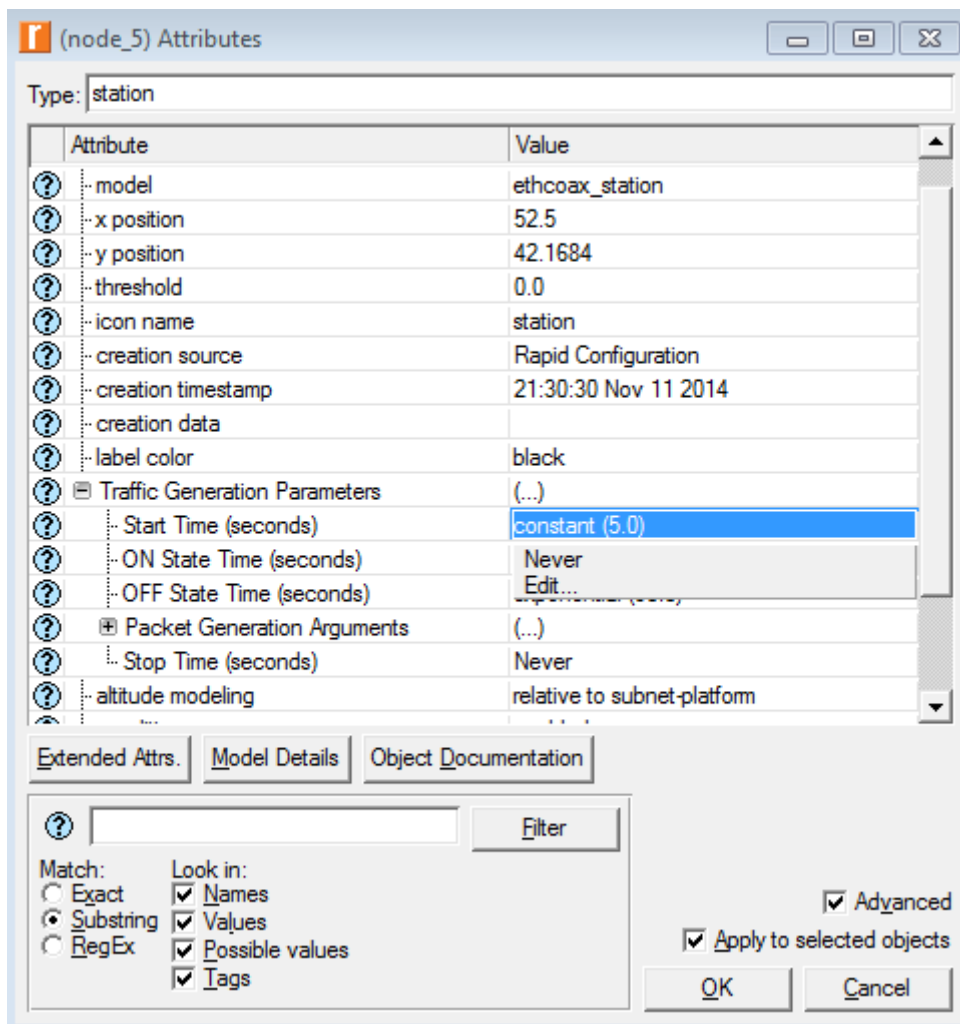 (node_5) Attributes
Type: station
Attribute Value
model ethcoax_station
x position 52.5
y position 42.1684
threshold 0.0
icon name station
creation source Rapid Configuration
creation timestamp 21:30:30 Nov 11 2014
creation data
label color black
Traffic Generation Parameters (...)
Start Time (seconds) constant (5.0)
ON State Time (seconds) Never
OFF State Time (seconds) Edit...
Packet Generation Arguments (...)
Stop Time (seconds) Never
altitude modeling relative to subnet-platform
Extended Attrs. Model Details Object Documentation
Filter
Match: Look in:
Exact Names
Substring Values
RegEx Possible values
Tags
Advanced
Apply to selected objects
OK Cancel